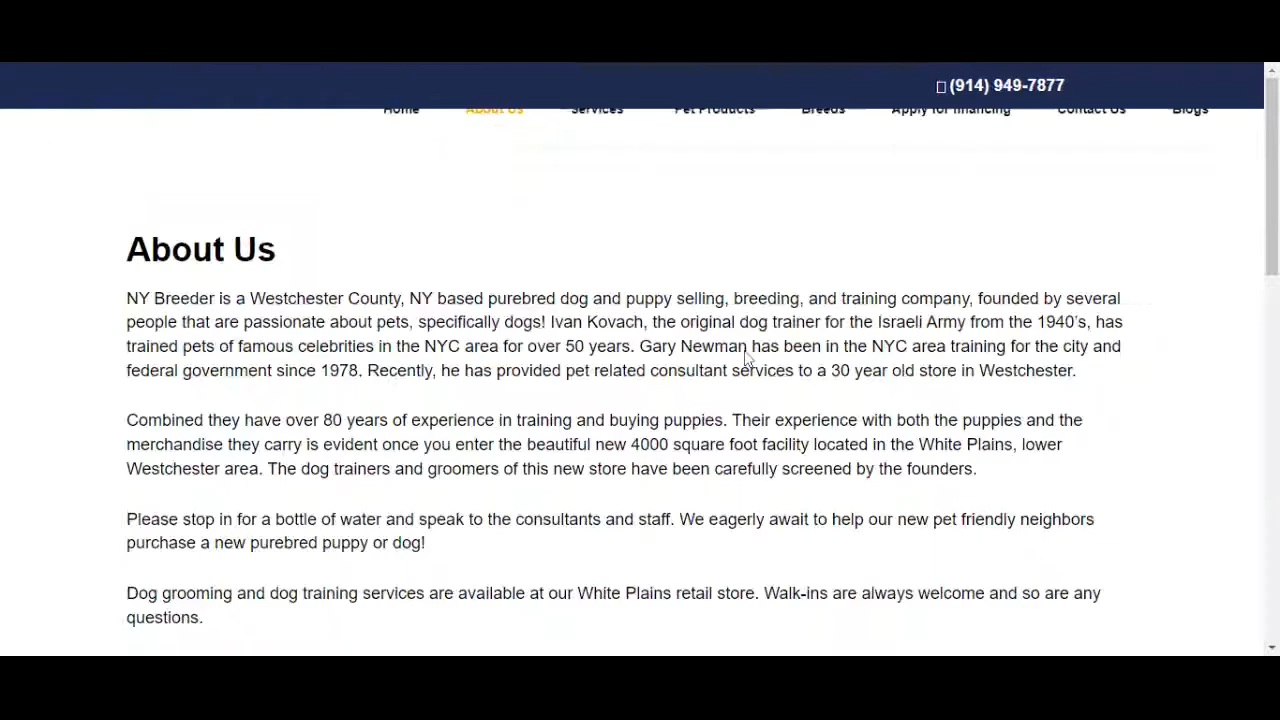 (914) 949-7877
Home About Us Services Pet Products Breeds Apply for financing Contact Us Blogs
About Us
NY Breeder is a Westchester County, NY based purebred dog and puppy selling, breeding, and training company, founded by several
people that are passionate about pets, specifically dogs! Ivan Kovach, the original dog trainer for the Israeli Army from the 1940’s, has
trained pets of famous celebrities in the NYC area for over 50 years. Gary Newman has been in the NYC area training for the city and
federal government since 1978. Recently, he has provided pet related consultant services to a 30 year old store in Westchester.
Combined they have over 80 years of experience in training and buying puppies. Their experience with both the puppies and the
merchandise they carry is evident once you enter the beautiful new 4000 square foot facility located in the White Plains, lower
Westchester area. The dog trainers and groomers of this new store have been carefully screened by the founders.
Please stop in for a bottle of water and speak to the consultants and staff. We eagerly await to help our new pet friendly neighbors
purchase a new purebred puppy or dog!
Dog grooming and dog training services are available at our White Plains retail store. Walk-ins are always welcome and so are any
questions.